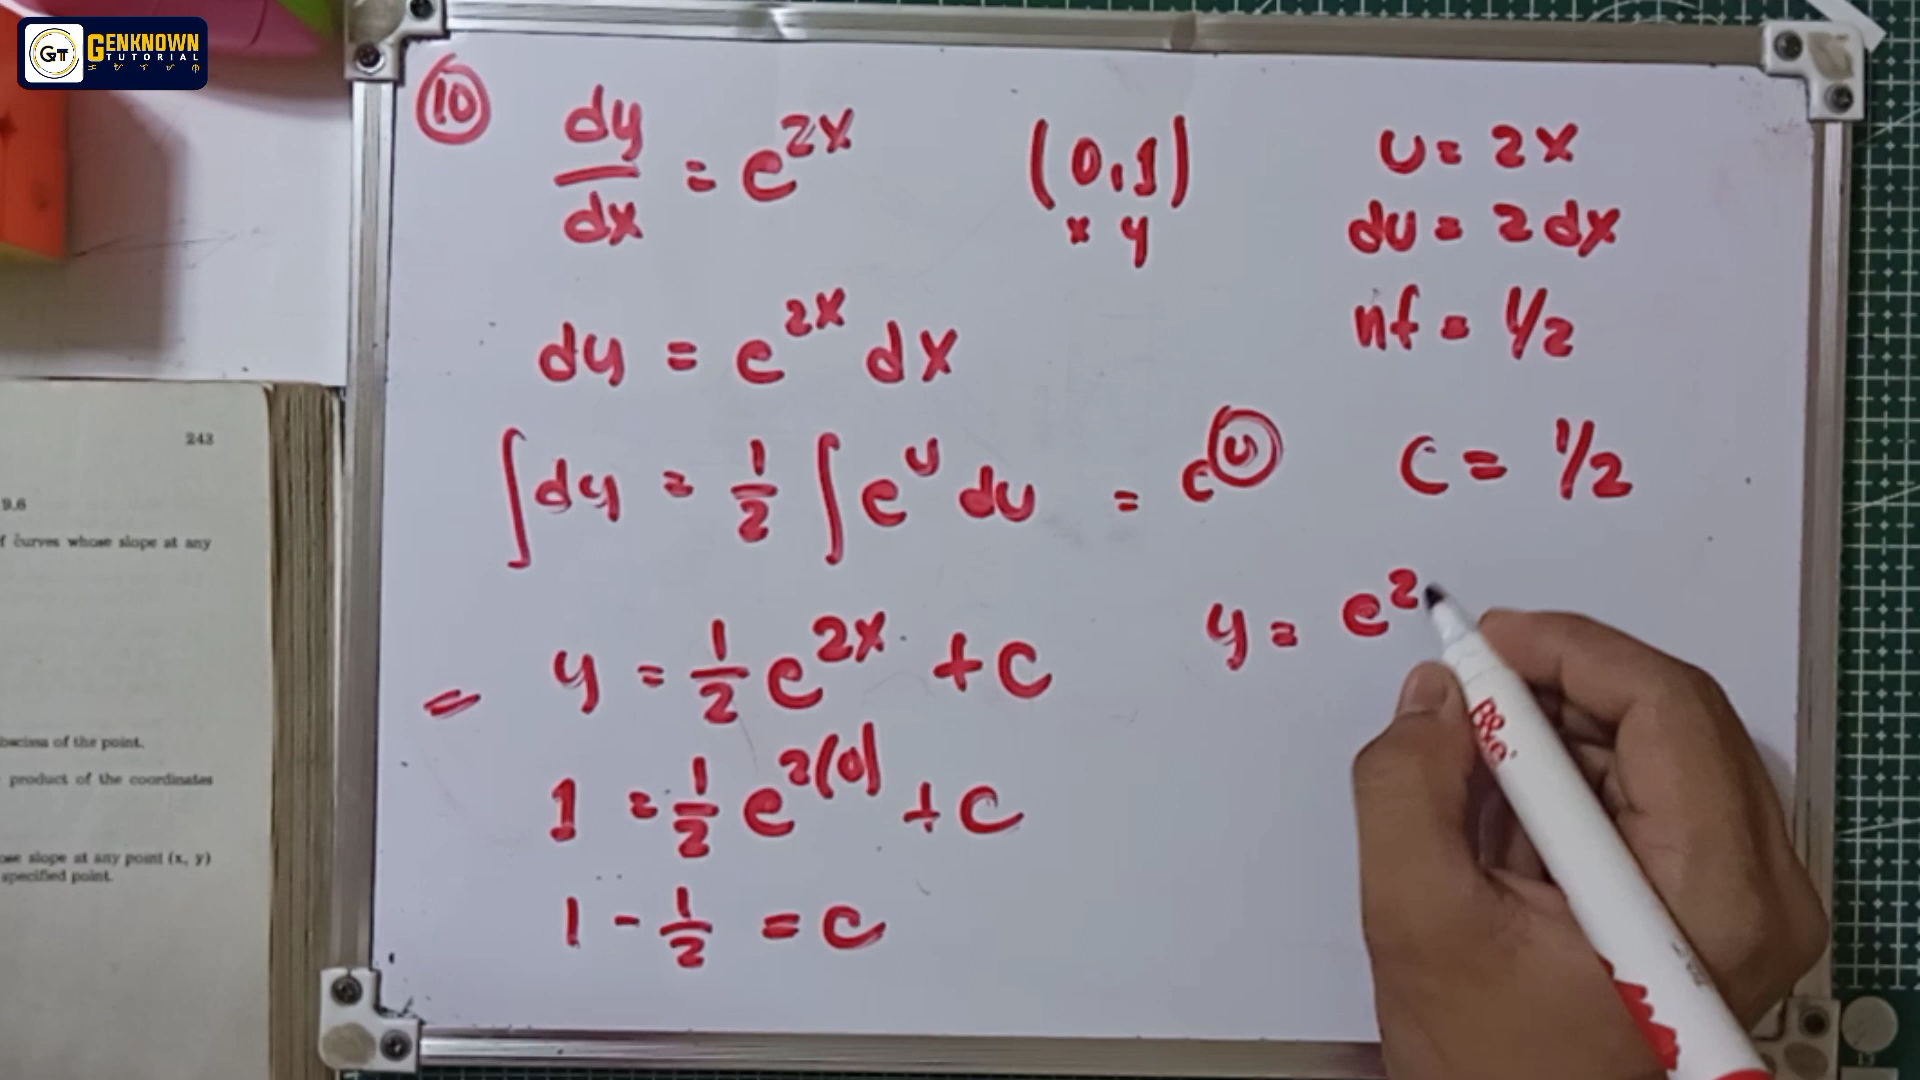 GT GENKNOWN
TUTORIAL
10 dy/dx = e^2x (0,1)
x y
u = 2x
du = 2dx
nf = 1/2
dy = e^2x dx
∫dy = 1/2 ∫e^u du = e^u
C = 1/2
= y = 1/2 e^2x + C
1 = 1/2 e^2(0) + C
1 - 1/2 = C
y = e^2
243
9.6
f curves whose slope at any
of the point.
product of the coordinates
slope at any point (x, y)
specified point.